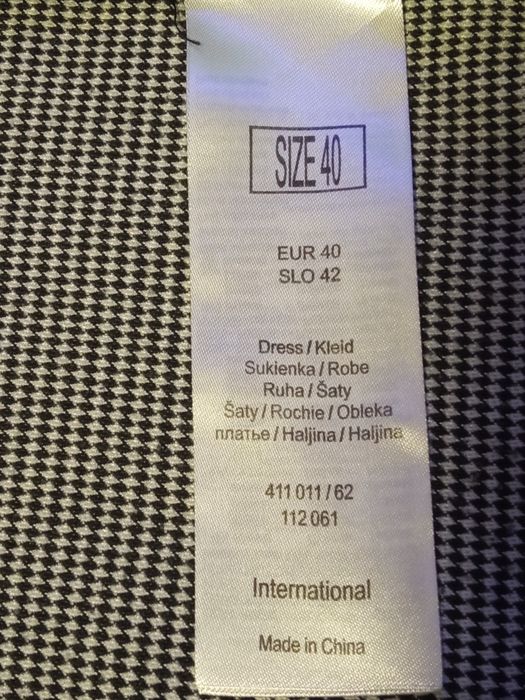 SIZE 40
EUR 40
SLO 42
Dress / Kleid
Sukienka / Robe
Ruha / Šaty
Šaty / Rochie / Obleka
платье / Haljina / Haljina
411 011 / 62
112 061
International
Made in China